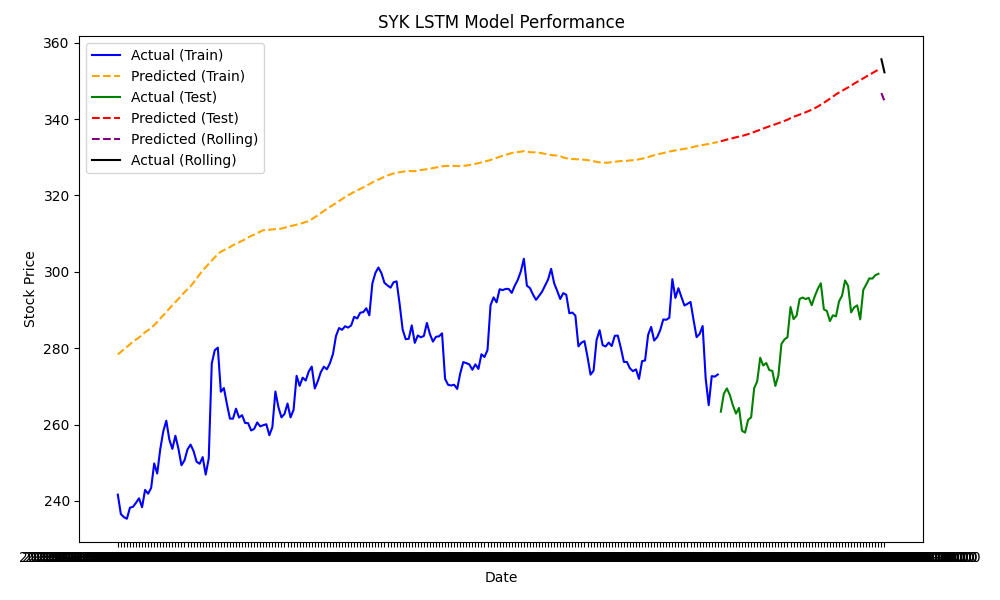 SYK LSTM Model Performance
Actual (Train)
Predicted (Train)
Actual (Test)
Predicted (Test)
Predicted (Rolling)
Actual (Rolling)
Stock Price
360
340
320
300
280
260
240
Date